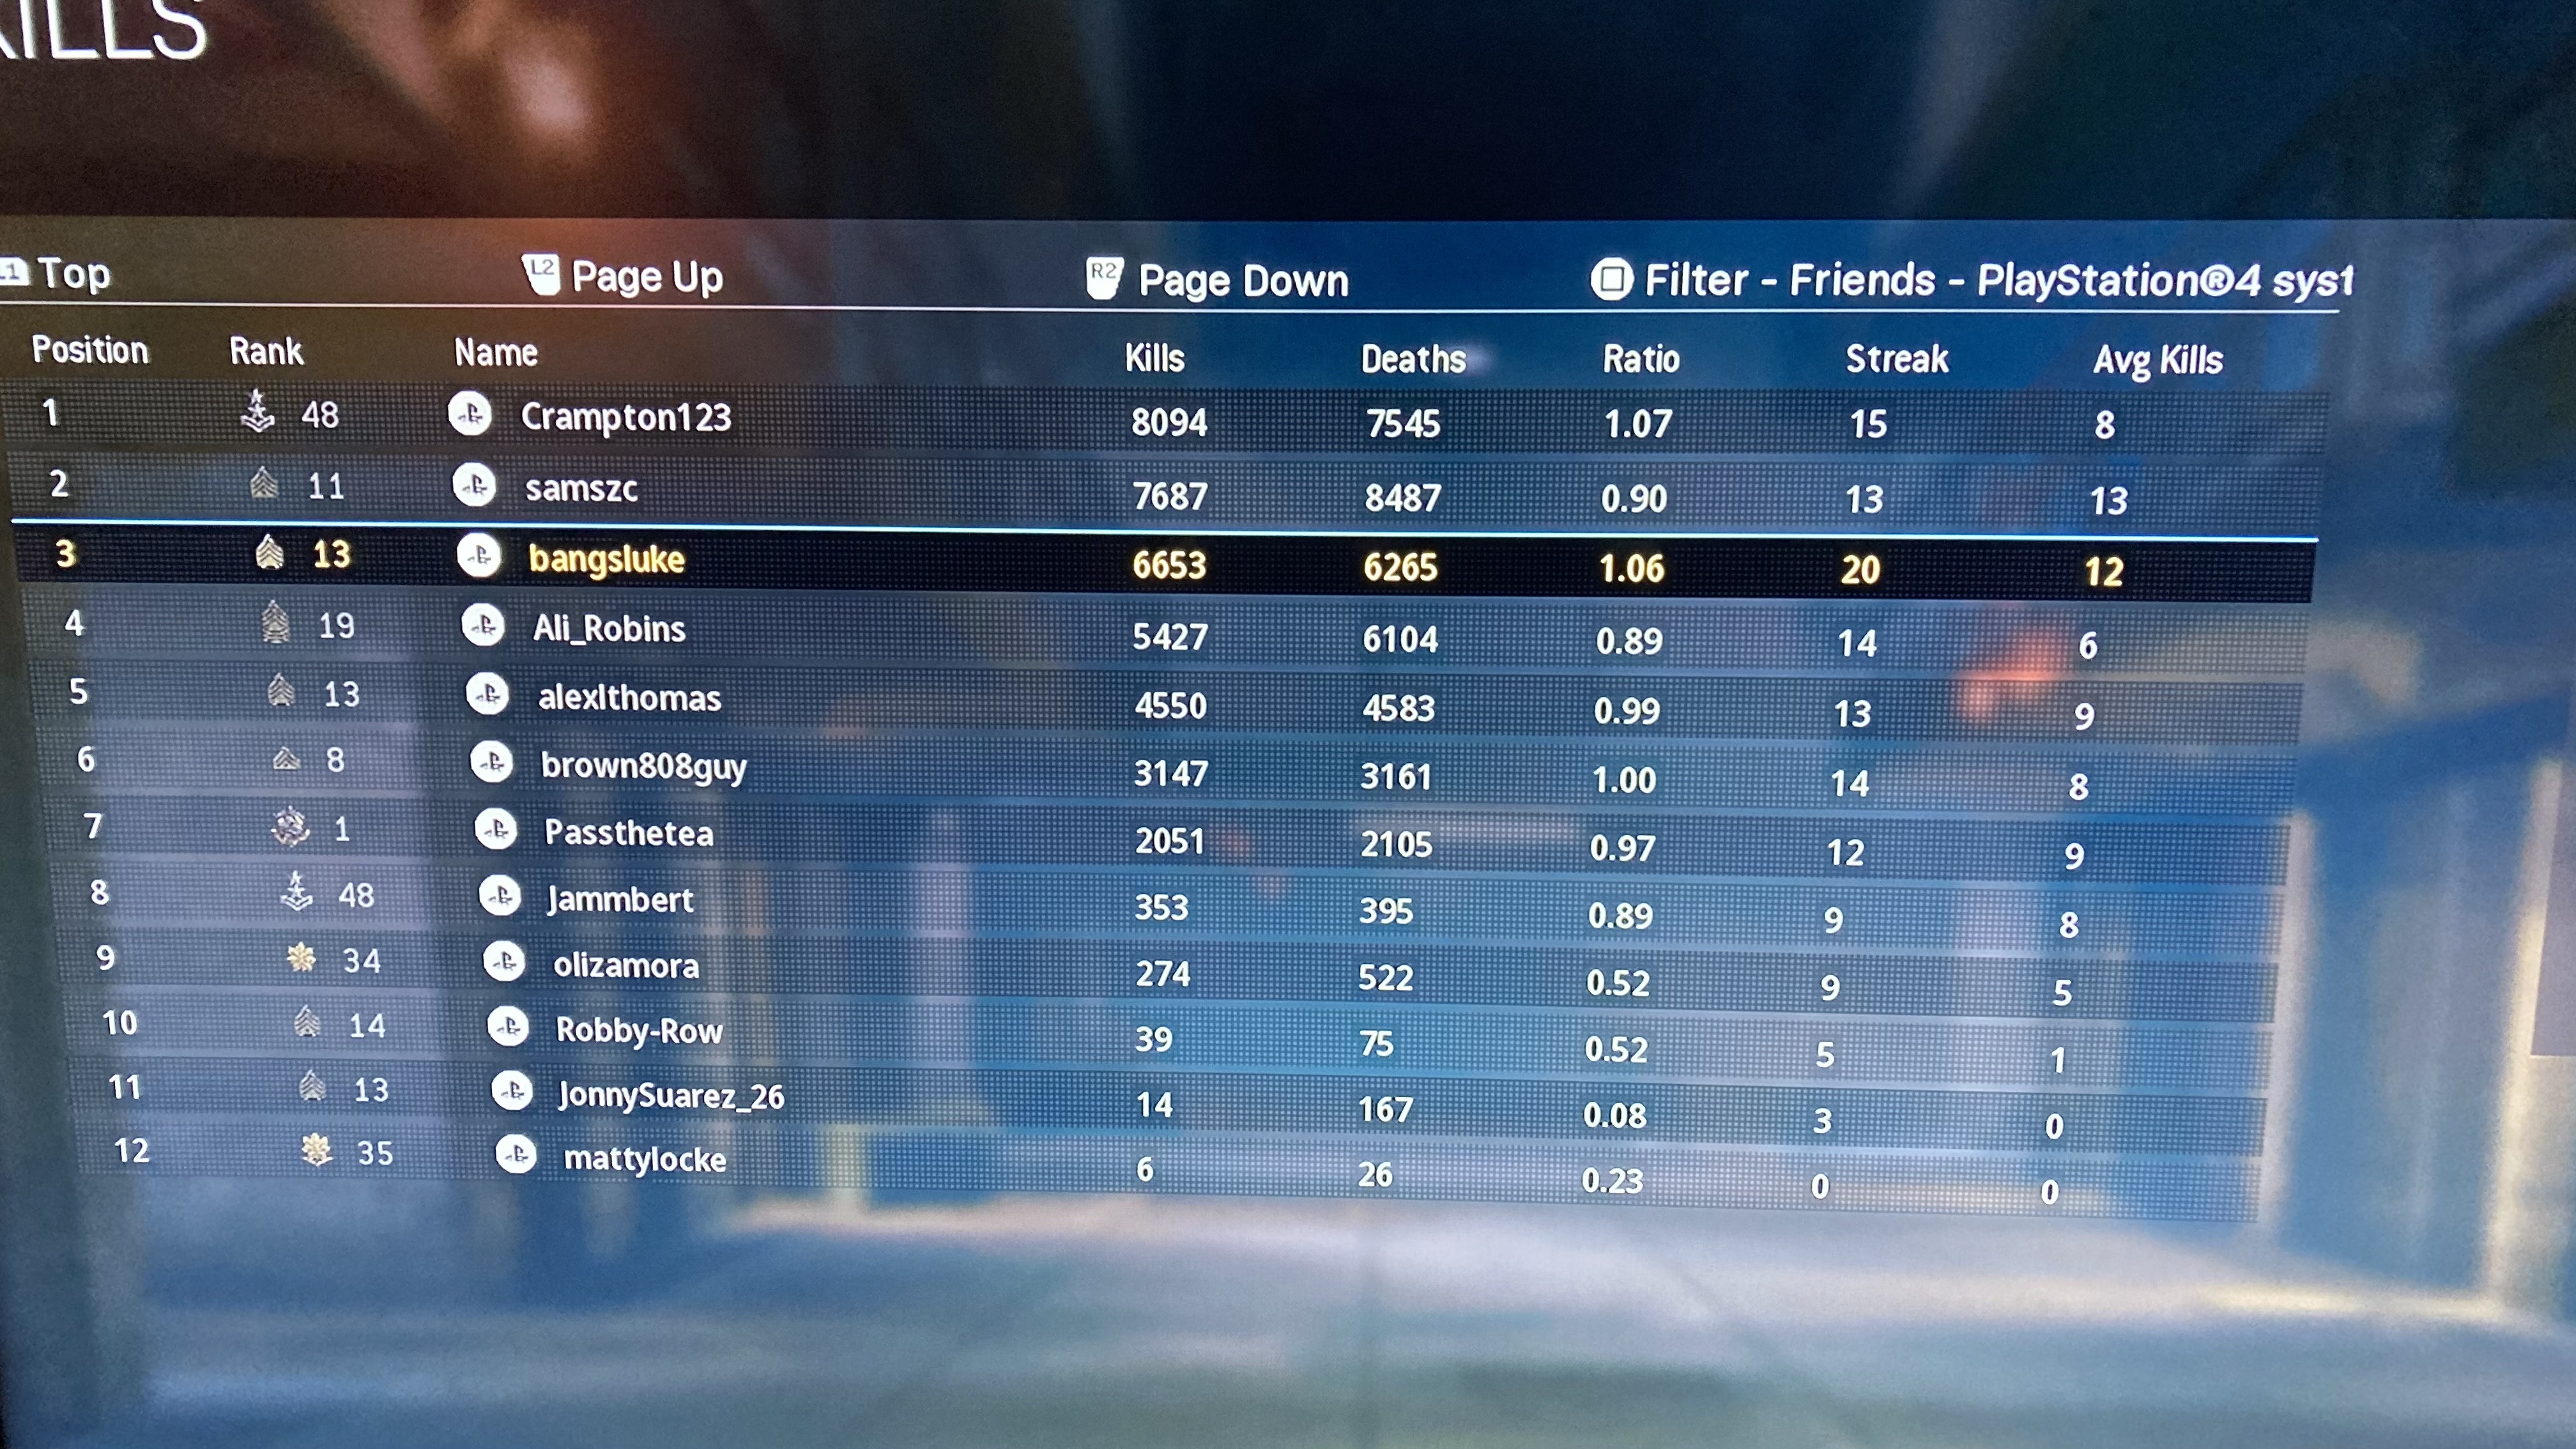 KILLS
L1 Top L2 Page Up R2 Page Down Filter - Friends - PlayStation®4 syst
Position Rank Name Kills Deaths Ratio Streak Avg Kills
1 48 Crampton123 8094 7545 1.07 15 8
2 11 samszc 7687 8487 0.90 13 13
3 13 bangsluke 6653 6265 1.06 20 12
4 19 Ali_Robins 5427 6104 0.89 14 6
5 13 alexlthomas 4550 4583 0.99 13 9
6 8 brown808guy 3147 3161 1.00 14 8
7 1 Passthetea 2051 2105 0.97 12 9
8 48 Jammbert 353 395 0.89 9 8
9 34 olizamora 274 522 0.52 9 5
10 14 Robby-Row 39 75 0.52 5 1
11 13 JonnySuarez_26 14 167 0.08 3 0
12 35 mattylocke 6 26 0.23 0 0